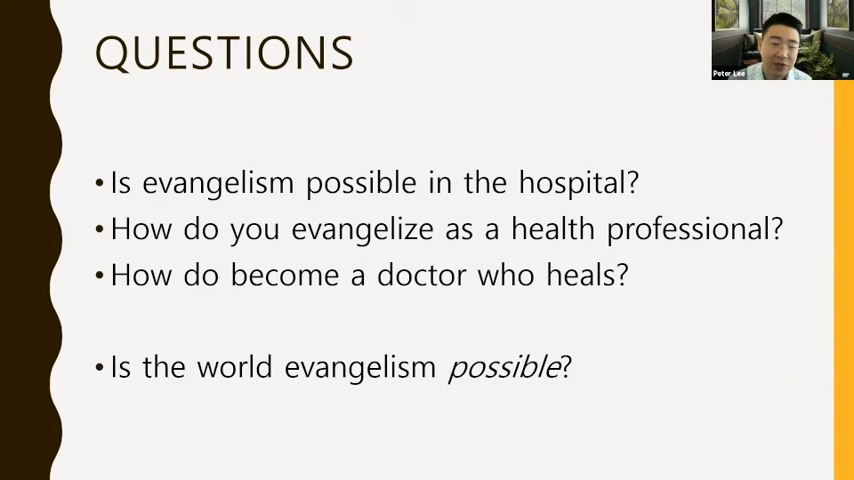 QUESTIONS
Peter Lee
•Is evangelism possible in the hospital?
•How do you evangelize as a health professional?
•How do become a doctor who heals?
•Is the world evangelism possible?